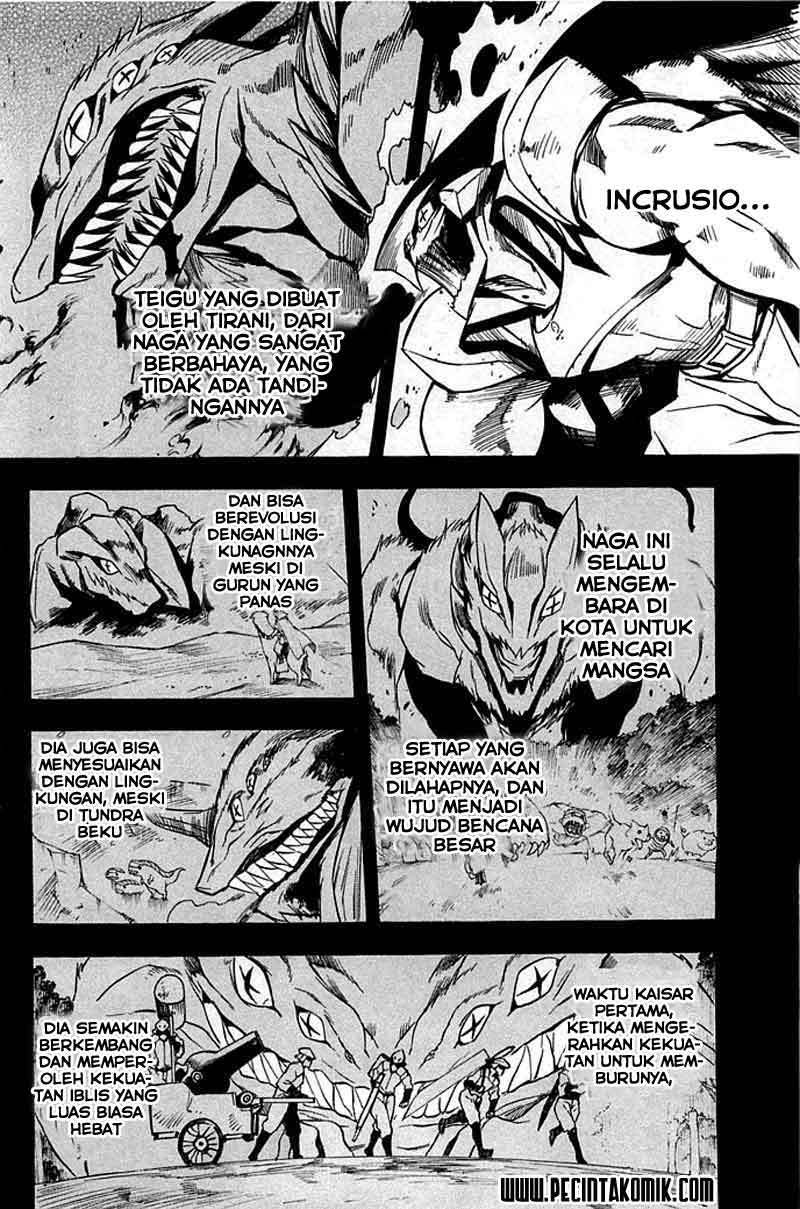 INCRUSIO...
TEIGU YANG DIBUAT
OLEH TIRANI, DARI
NAGA YANG SANGAT
BERBAHAYA, YANG
TIDAK ADA TANDI-
NGANNYA
NAGA INI
SELALU
MENGEM-
BARA DI
KOTA UNTUK
MENCARI
MANGSA
SETIAP YANG
BERNYAWA AKAN
DILAHAPNYA, DAN
ITU MENJADI
WUJUD BENCANA
BESAR
DAN BISA
BEREVOLUSI
DENGAN LING-
KUNAGNNYA
MESKI DI
GURUN YANG
PANAS
DIA JUGA BISA
MENYESUAIKAN
DENGAN LING-
KUNGAN, MESKI
DI TUNDRA
BEKU
WAKTU KAISAR
PERTAMA,
KETIKA MENGE-
RAHKAN KEKUA-
TAN UNTUK MEM-
BURUNYA,
DIA SEMAKIN
BERKEMBANG
DAN MEMPER-
OLEH KEKUA-
TAN IBLIS YANG
LUAS BIASA
HEBAT
WWW.PECINTAKOMIK.COM